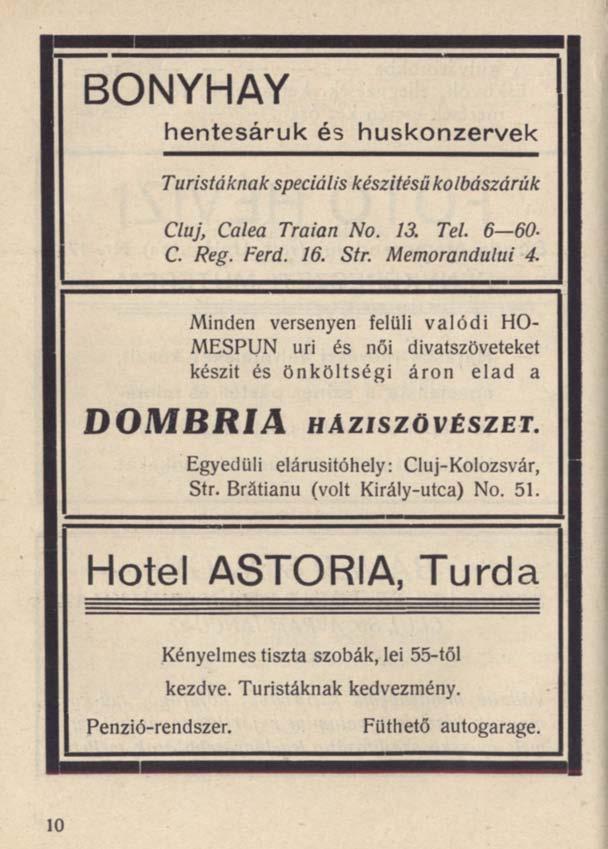 BONYHAY
hentesáruk és huskonzervek
Turistáknak speciális készitésü kolbászárúk
Cluj, Calea Traian No. 13. Tel. 6—60.
C. Reg. Ferd. 16. Str. Memorandului 4.
Minden versenyen felüli valódi HO-
MESPUN uri és női divatszöveteket
készit és önköltségi áron elad a
DOMBRIA HÁZISZÖVÉSZET.
Egyedüli elárusitóhely: Cluj-Kolozsvár,
Str. Brătianu (volt Király-utca) No. 51.
Hotel ASTORIA, Turda
Kényelmes tiszta szobák, lei 55-től
kezdve. Turistáknak kedvezmény.
Penzió-rendszer. Füthető autogarage.
10